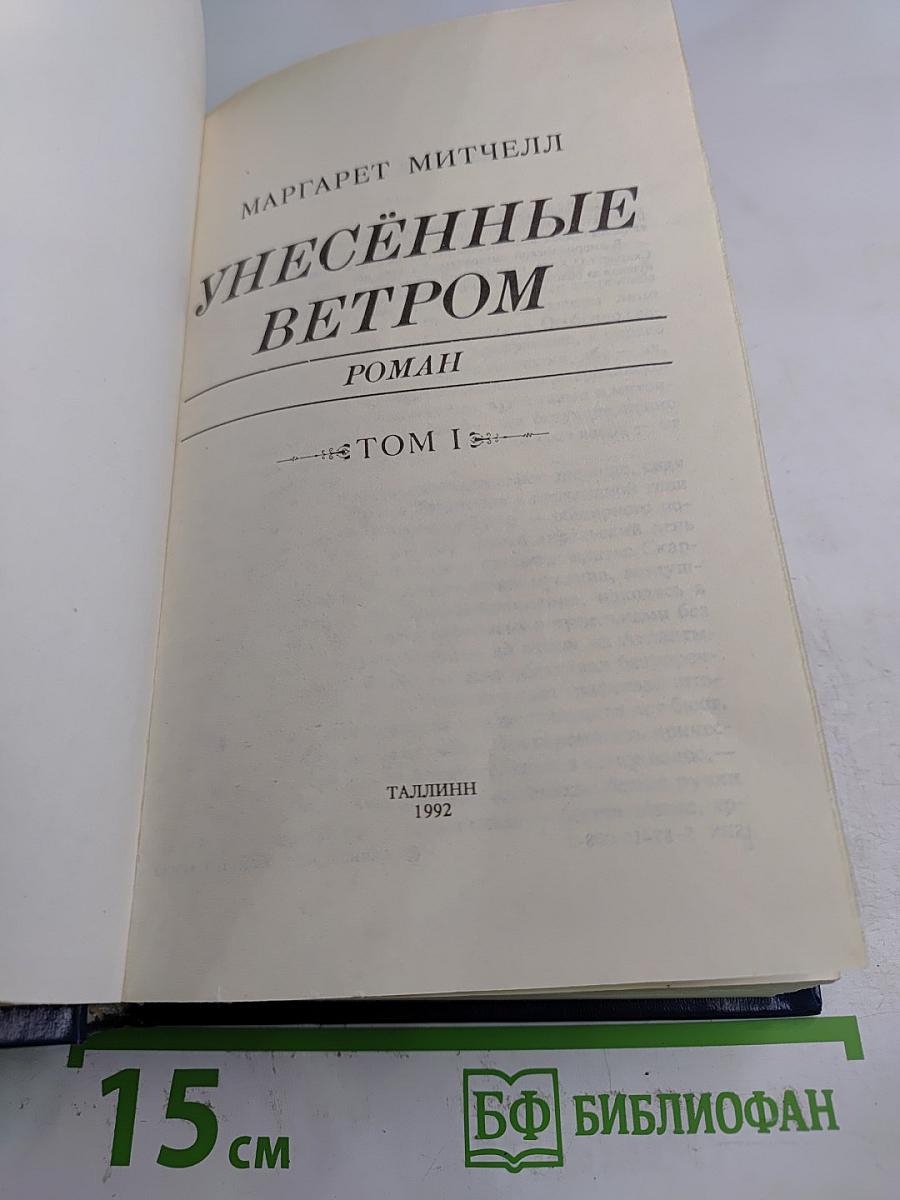 МАРГАРЕТ МИТЧЕЛЛ
УНЕСЁННЫЕ
ВЕТРОМ
РОМАН
ТОМ I
ТАЛЛИНН
1992
15 см
БФ БИБЛИОФАН